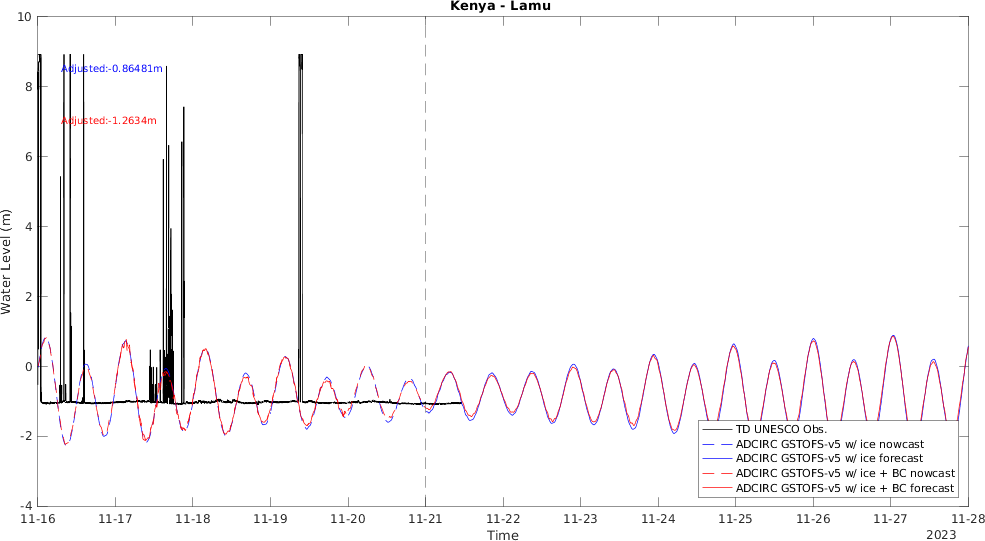 Kenya - Lamu
10
8
6
4
2
0
-2
-4
Water Level (m)
Adjusted:-0.86481m
Adjusted:-1.2634m
TD UNESCO Obs.
ADCIRC GSTOFS-v5 w/ ice nowcast
ADCIRC GSTOFS-v5 w/ ice forecast
ADCIRC GSTOFS-v5 w/ ice + BC nowcast
ADCIRC GSTOFS-v5 w/ ice + BC forecast
11-16 11-17 11-18 11-19 11-20 11-21 11-22 11-23 11-24 11-25 11-26 11-27 11-28
Time
2023